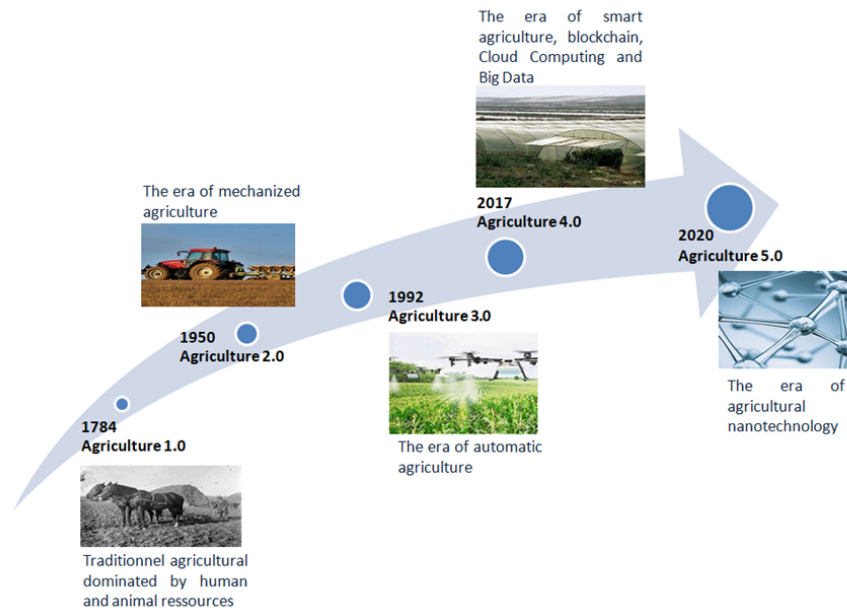 The era of smart
agriculture, blockchain,
Cloud Computing and
Big Data
The era of mechanized
agriculture
2017
Agriculture 4.0
2020
Agriculture 5.0
1992
Agriculture 3.0
1950
Agriculture 2.0
1784
Agriculture 1.0
The era of
agricultural
nanotechnology
The era of automatic
agriculture
Traditionnel agricultural
dominated by human
and animal ressources